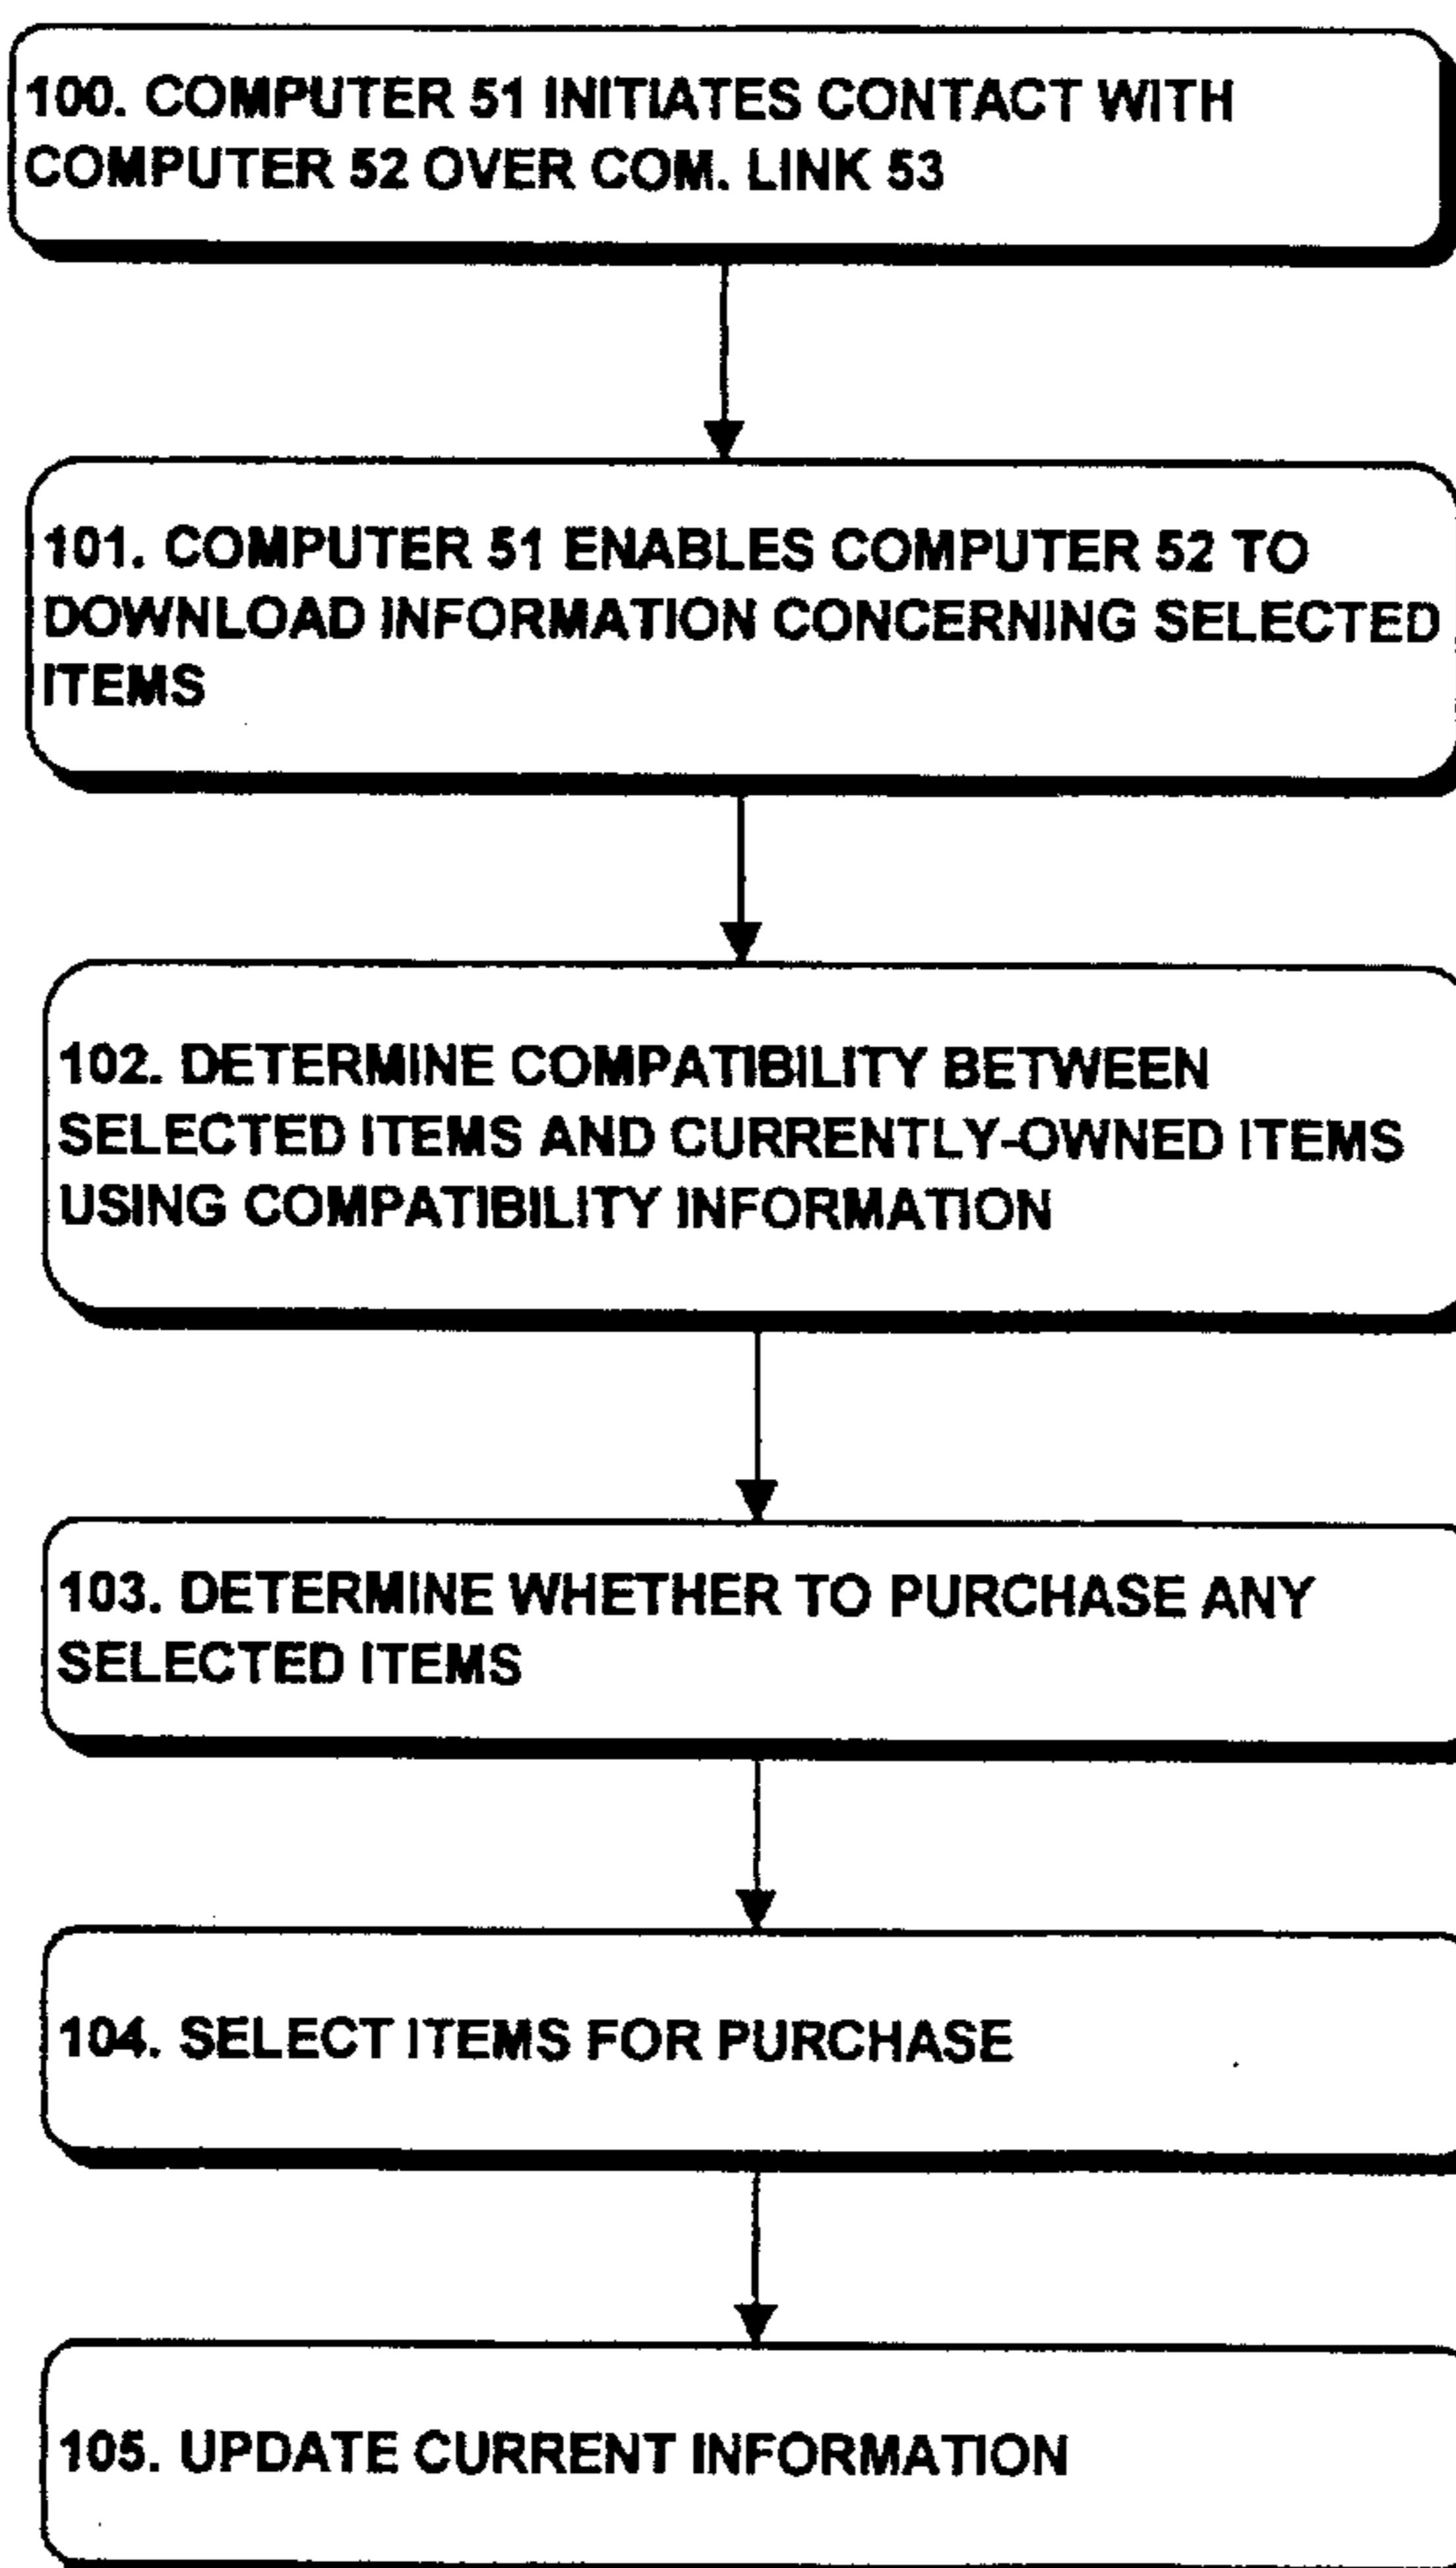 100. COMPUTER 51 INITIATES CONTACT WITH
COMPUTER 52 OVER COM. LINK 53
101. COMPUTER 51 ENABLES COMPUTER 52 TO
DOWNLOAD INFORMATION CONCERNING SELECTED
ITEMS
102. DETERMINE COMPATIBILITY BETWEEN
SELECTED ITEMS AND CURRENTLY-OWNED ITEMS
USING COMPATIBILITY INFORMATION
103. DETERMINE WHETHER TO PURCHASE ANY
SELECTED ITEMS
104. SELECT ITEMS FOR PURCHASE
105. UPDATE CURRENT INFORMATION